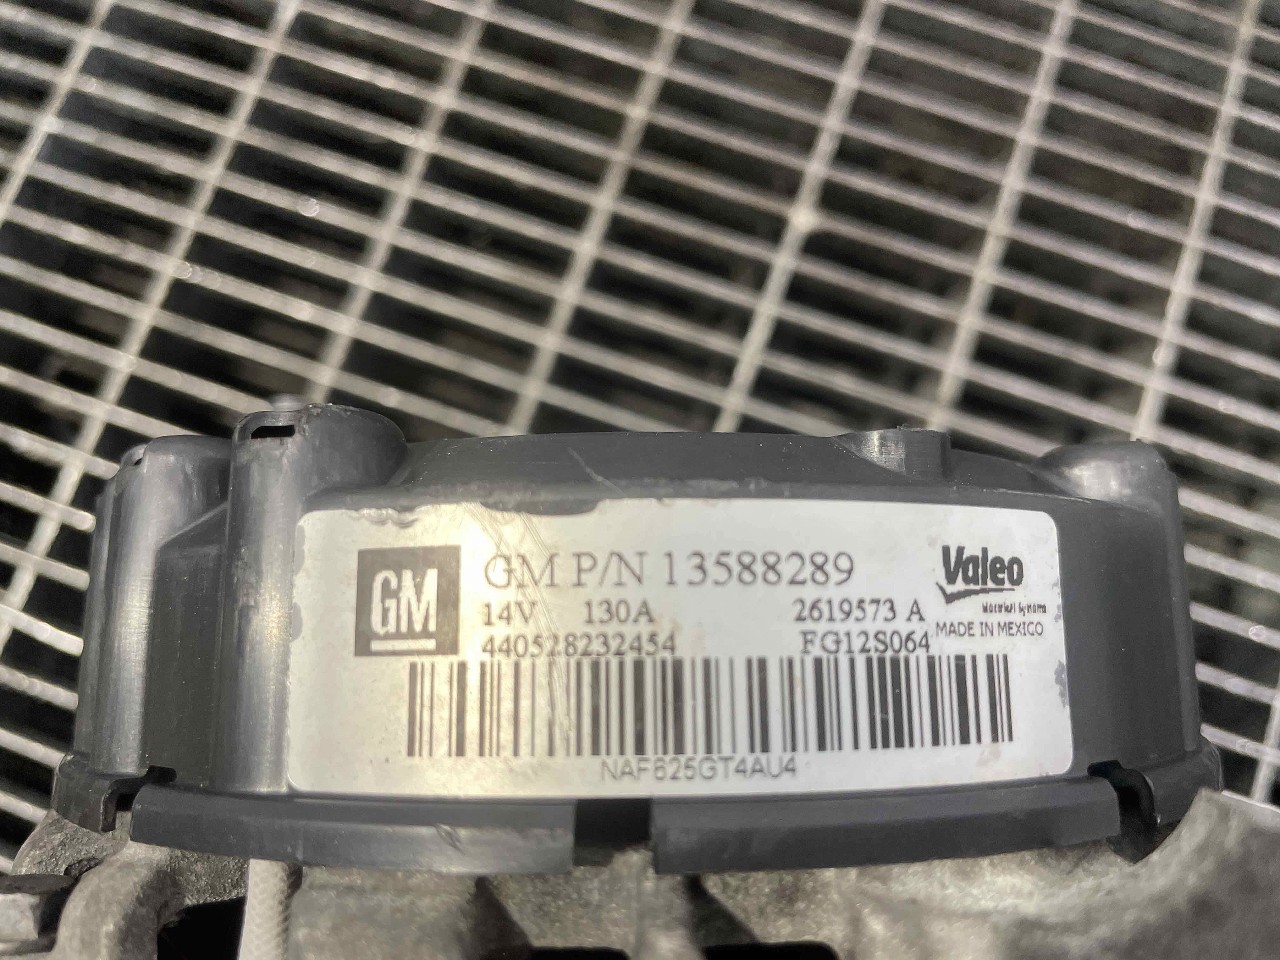 GM
GM P/N 13588289
14V 130A 2619573 A
440528232454 FG12S064
Valeo
MADE IN MEXICO
NAF625GT4AU4